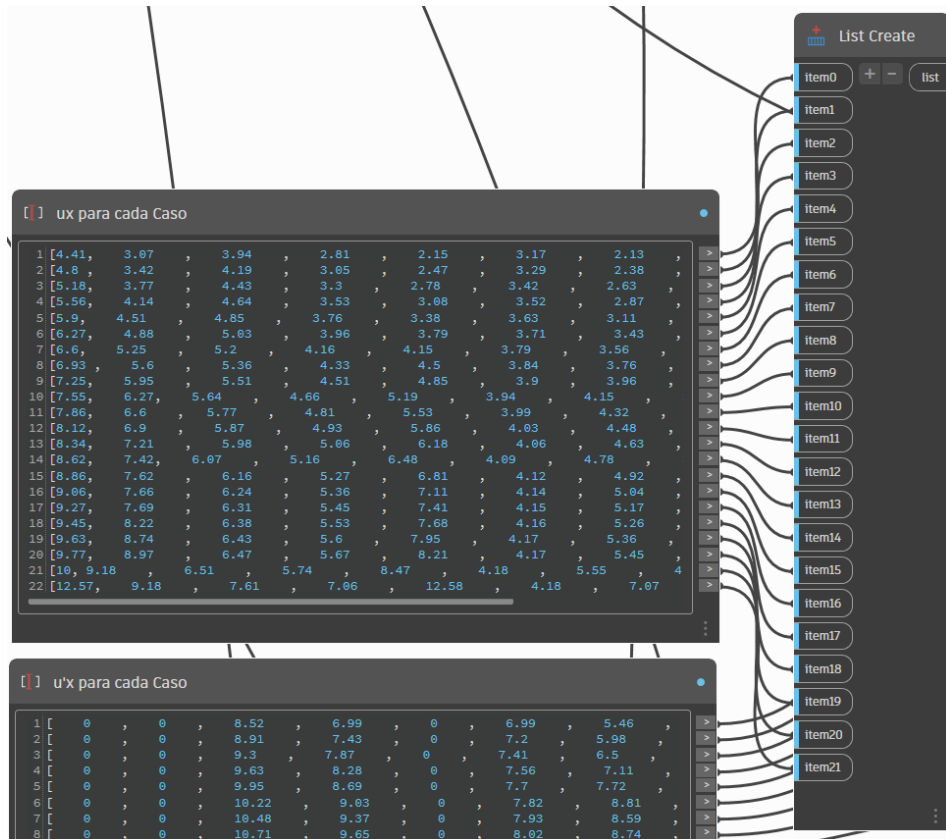 List Create
item0 + - list
item1
item2
item3
item4
item5
item6
item7
item8
item9
item10
item11
item12
item13
item14
item15
item16
item17
item18
item19
item20
item21
[ ] ux para cada Caso
1 [4.41, 3.07 , 3.94 , 2.81 , 2.15 , 3.17 , 2.13 , >
2 [4.8 , 3.42 , 4.19 , 3.05 , 2.47 , 3.29 , 2.38 , >
3 [5.18, 3.77 , 4.43 , 3.3 , 2.78 , 3.42 , 2.63 , >
4 [5.56, 4.14 , 4.64 , 3.53 , 3.08 , 3.52 , 2.87 , >
5 [5.9, 4.51 , 4.85 , 3.76 , 3.38 , 3.63 , 3.11 , >
6 [6.27, 4.88 , 5.03 , 3.96 , 3.79 , 3.71 , 3.43 , >
7 [6.6, 5.25 , 5.2 , 4.16 , 4.15 , 3.79 , 3.56 , >
8 [6.93 , 5.6 , 5.36 , 4.33 , 4.5 , 3.84 , 3.76 , >
9 [7.25, 5.95 , 5.51 , 4.51 , 4.85 , 3.9 , 3.96 , >
10 [7.55, 6.27, 5.64 , 4.66 , 5.19 , 3.94 , 4.15 , >
11 [7.86, 6.6 , 5.77 , 4.81 , 5.53 , 3.99 , 4.32 , >
12 [8.12, 6.9 , 5.87 , 4.93 , 5.86 , 4.03 , 4.48 , >
13 [8.34, 7.21 , 5.98 , 5.06 , 6.18 , 4.06 , 4.63 , >
14 [8.62, 7.42, 6.07 , 5.16 , 6.48 , 4.09 , 4.78 , >
15 [8.86, 7.62 , 6.16 , 5.27 , 6.81 , 4.12 , 4.92 , >
16 [9.06, 7.66 , 6.24 , 5.36 , 7.11 , 4.14 , 5.04 , >
17 [9.27, 7.69 , 6.31 , 5.45 , 7.41 , 4.15 , 5.17 , >
18 [9.45, 8.22 , 6.38 , 5.53 , 7.68 , 4.16 , 5.26 , >
19 [9.63, 8.74 , 6.43 , 5.6 , 7.95 , 4.17 , 5.36 , >
20 [9.77, 8.97 , 6.47 , 5.67 , 8.21 , 4.17 , 5.45 , >
21 [10, 9.18 , 6.51 , 5.74 , 8.47 , 4.18 , 5.55 , 4 >
22 [12.57, 9.18 , 7.61 , 7.06 , 12.58 , 4.18 , 7.07 >
[ ] u'x para cada Caso
1 [ 0 , 0 , 8.52 , 6.99 , 0 , 6.99 , 5.46 , >
2 [ 0 , 0 , 8.91 , 7.43 , 0 , 7.2 , 5.98 , >
3 [ 0 , 0 , 9.3 , 7.87 , 0 , 7.41 , 6.5 , >
4 [ 0 , 0 , 9.63 , 8.28 , 0 , 7.56 , 7.11 , >
5 [ 0 , 0 , 9.95 , 8.69 , 0 , 7.7 , 7.72 , >
6 [ 0 , 0 , 10.22 , 9.03 , 0 , 7.82 , 8.81 , >
7 [ 0 , 0 , 10.48 , 9.37 , 0 , 7.93 , 8.59 , >
8 [ 0 , 0 , 10.71 , 9.65 , 0 , 8.02 , 8.74 , >